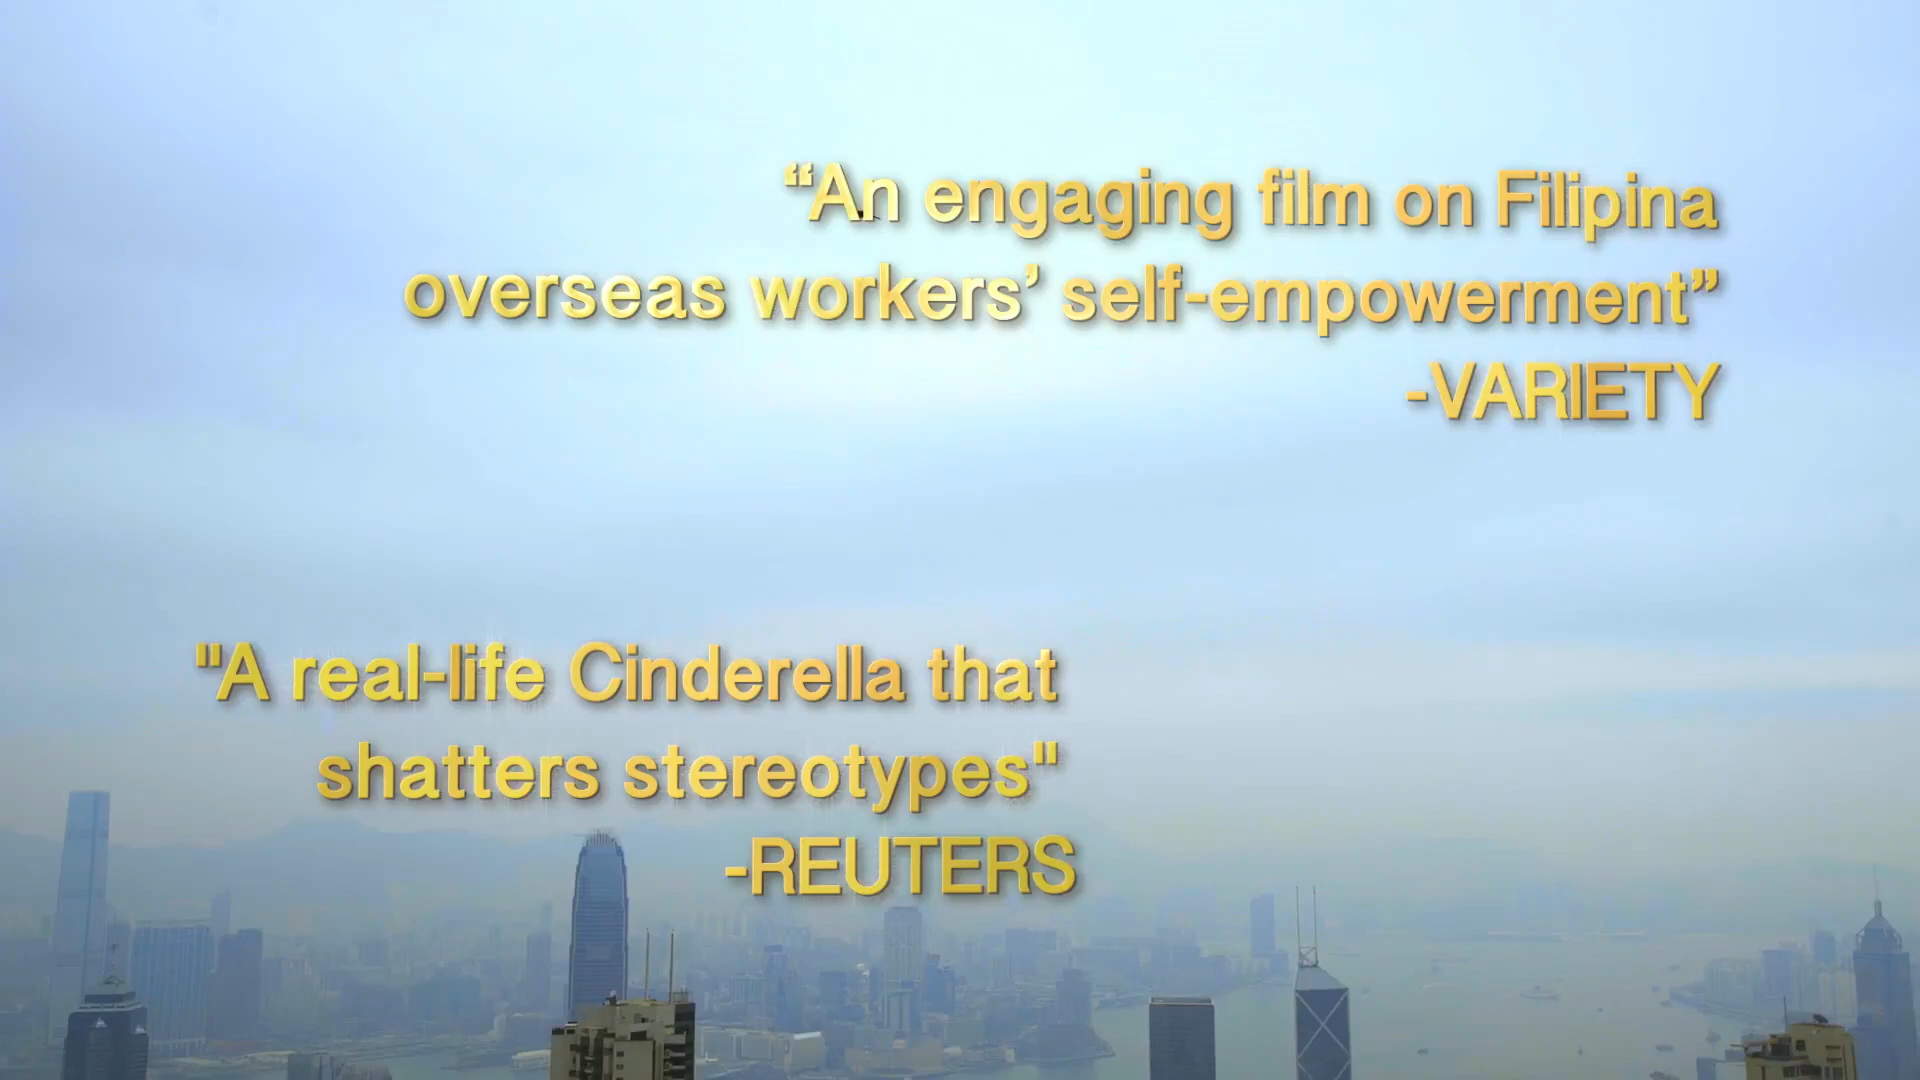 “An engaging film on Filipina
overseas workers’ self-empowerment”
-VARIETY
"A real-life Cinderella that
shatters stereotypes"
-REUTERS